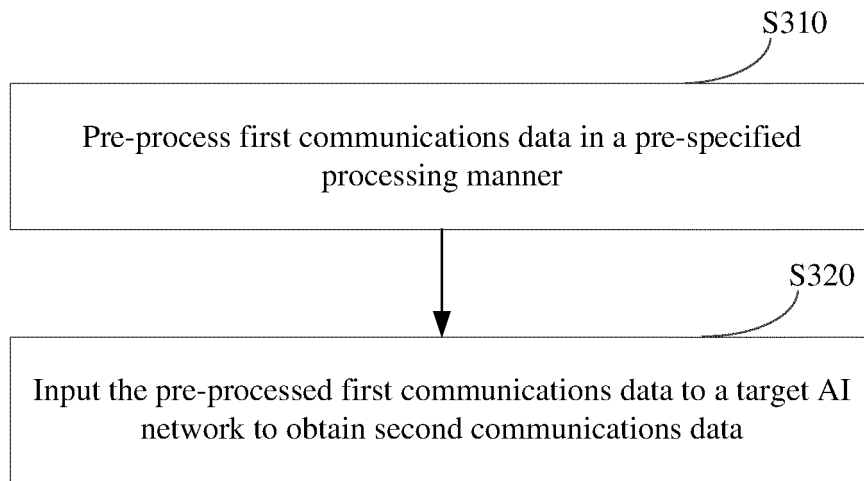 S310
Pre-process first communications data in a pre-specified
processing manner
S320
Input the pre-processed first communications data to a target AI
network to obtain second communications data